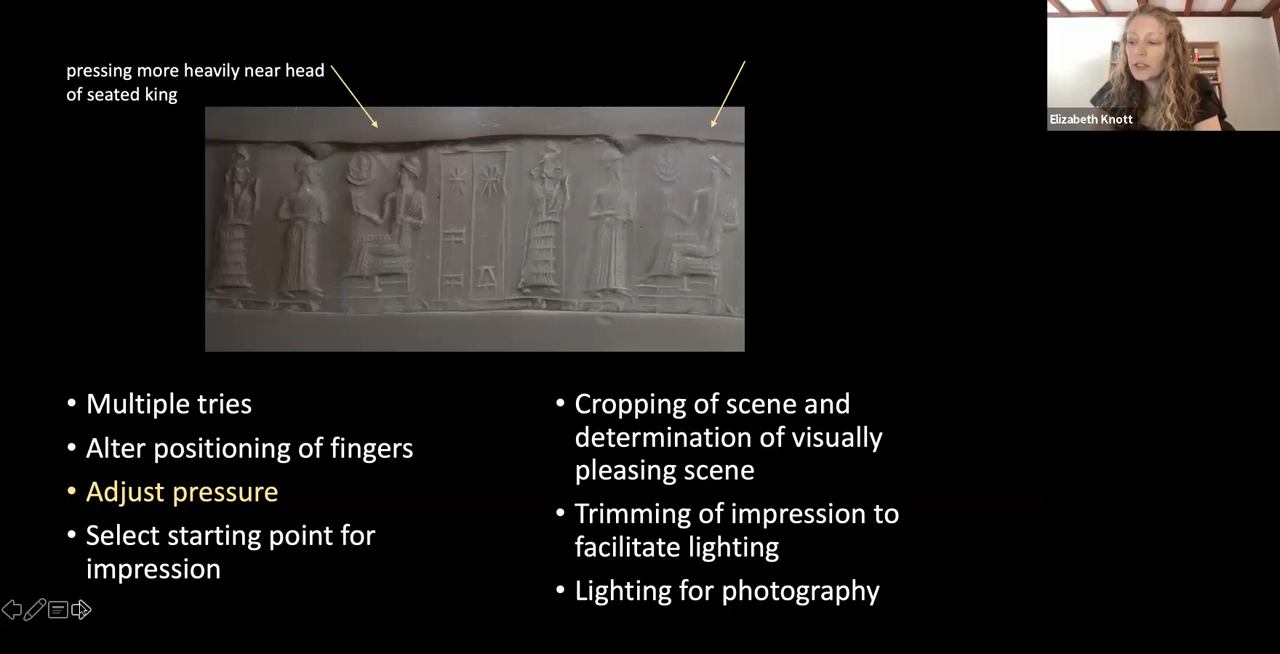 pressing more heavily near head
of seated king
Elizabeth Knott
• Multiple tries
• Alter positioning of fingers
• Adjust pressure
• Select starting point for
impression
• Cropping of scene and
determination of visually
pleasing scene
• Trimming of impression to
facilitate lighting
• Lighting for photography